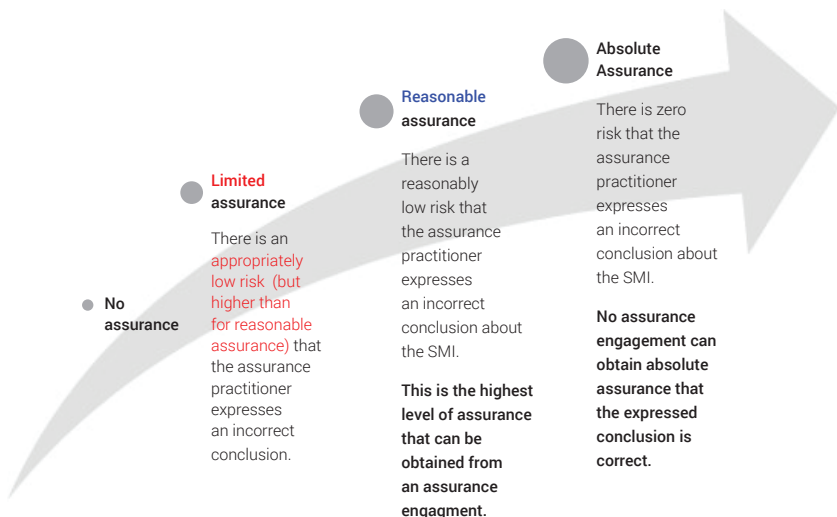 No
assurance
Limited
assurance
There is an
appropriately
low risk (but
higher than
for reasonable
assurance) that
the assurance
practitioner
expresses
an incorrect
conclusion.
Reasonable
assurance
There is a
reasonably
low risk that
the assurance
practitioner
expresses
an incorrect
conclusion about
the SMI.
This is the highest
level of assurance
that can be
obtained from
an assurance
engagment.
Absolute
Assurance
There is zero
risk that the
assurance
practitioner
expresses
an incorrect
conclusion about
the SMI.
No assurance
engagement can
obtain absolute
assurance that
the expressed
conclusion is
correct.